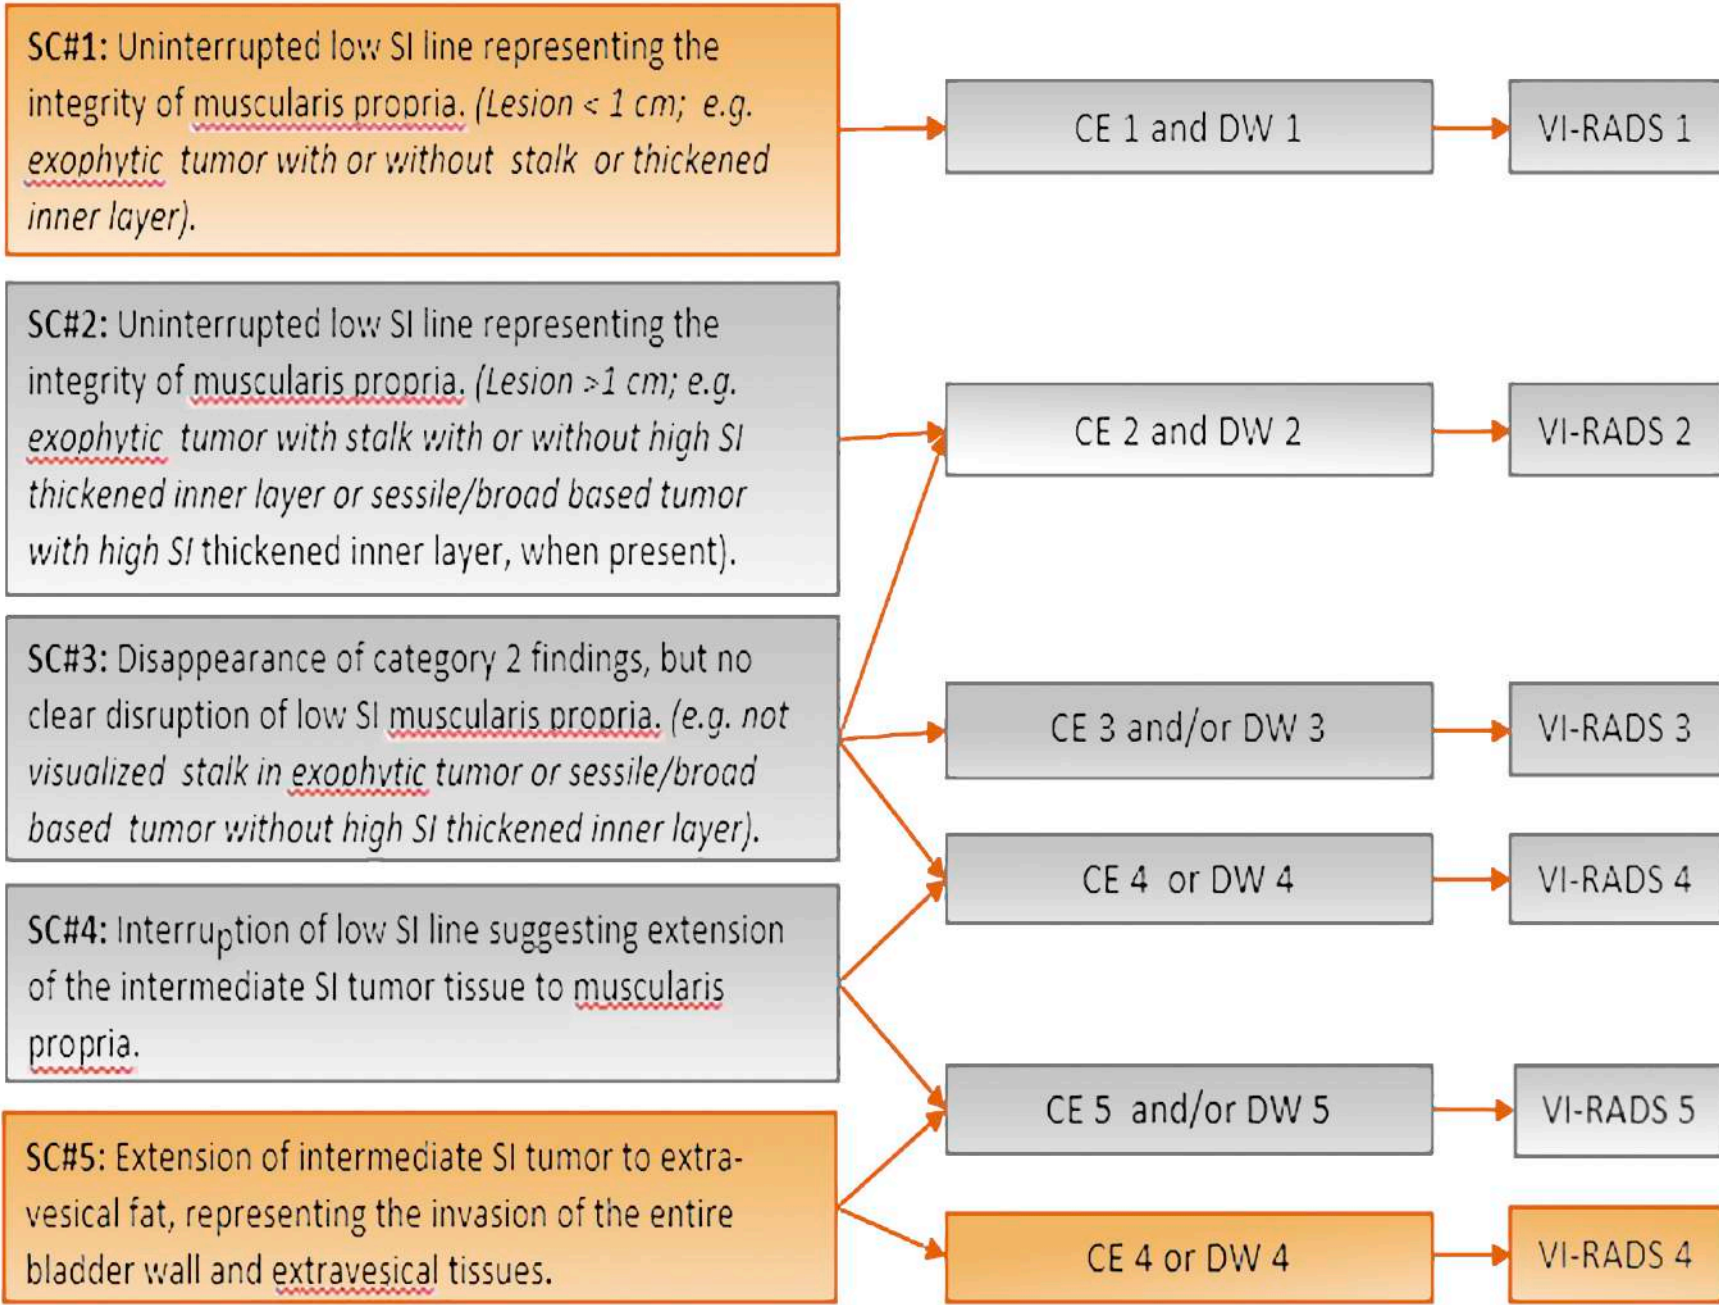 SC#1: Uninterrupted low SI line representing the
integrity of muscularis propria. (Lesion < 1 cm; e.g.
exophytic tumor with or without stalk or thickened
inner layer).
CE 1 and DW 1
VI-RADS 1
SC#2: Uninterrupted low SI line representing the
integrity of muscularis propria. (Lesion >1 cm; e.g.
exophytic tumor with stalk with or without high SI
thickened inner layer or sessile/broad based tumor
with high SI thickened inner layer, when present).
CE 2 and DW 2
VI-RADS 2
SC#3: Disappearance of category 2 findings, but no
clear disruption of low SI muscularis propria. (e.g. not
visualized stalk in exophytic tumor or sessile/broad
based tumor without high SI thickened inner layer).
CE 3 and/or DW 3
VI-RADS 3
CE 4 or DW 4
VI-RADS 4
SC#4: Interruption of low SI line suggesting extension
of the intermediate SI tumor tissue to muscularis
propria.
CE 5 and/or DW 5
VI-RADS 5
SC#5: Extension of intermediate SI tumor to extra-
vesical fat, representing the invasion of the entire
bladder wall and extravesical tissues.
CE 4 or DW 4
VI-RADS 4